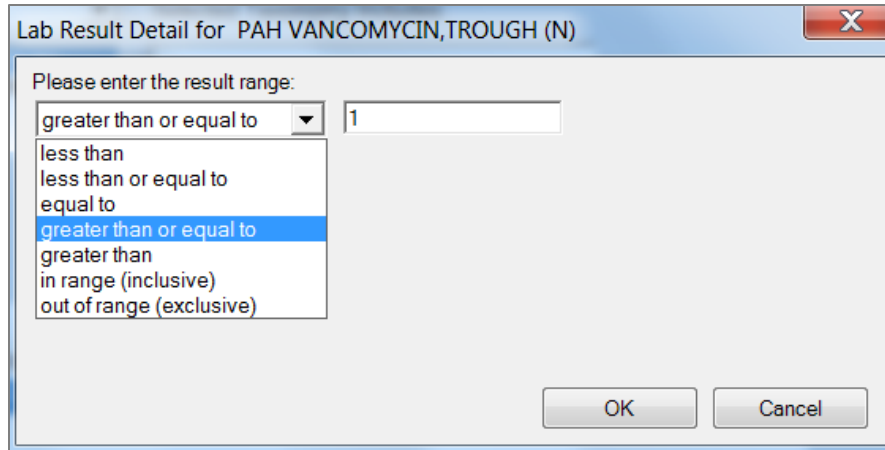 Lab Result Detail for PAH VANCOMYCIN,TROUGH (N)
Please enter the result range:
greater than or equal to 1
less than
less than or equal to
equal to
greater than or equal to
greater than
in range (inclusive)
out of range (exclusive)
OK Cancel